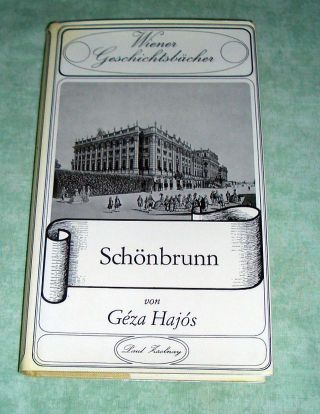 Wiener
Geschichtsbücher
Schönbrunn
von
Géza Hajós
Paul Zsolnay